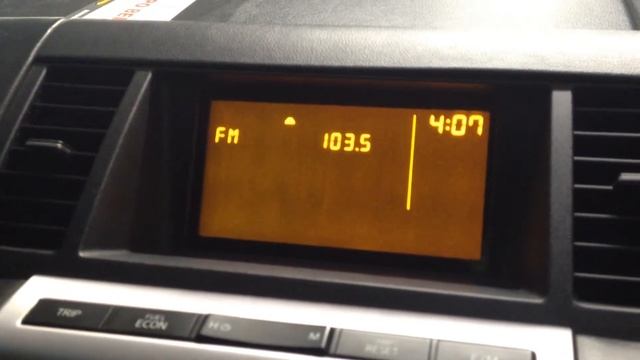 4:07
FM 103.5
TRIP
FUEL
ECON
H M
RESET